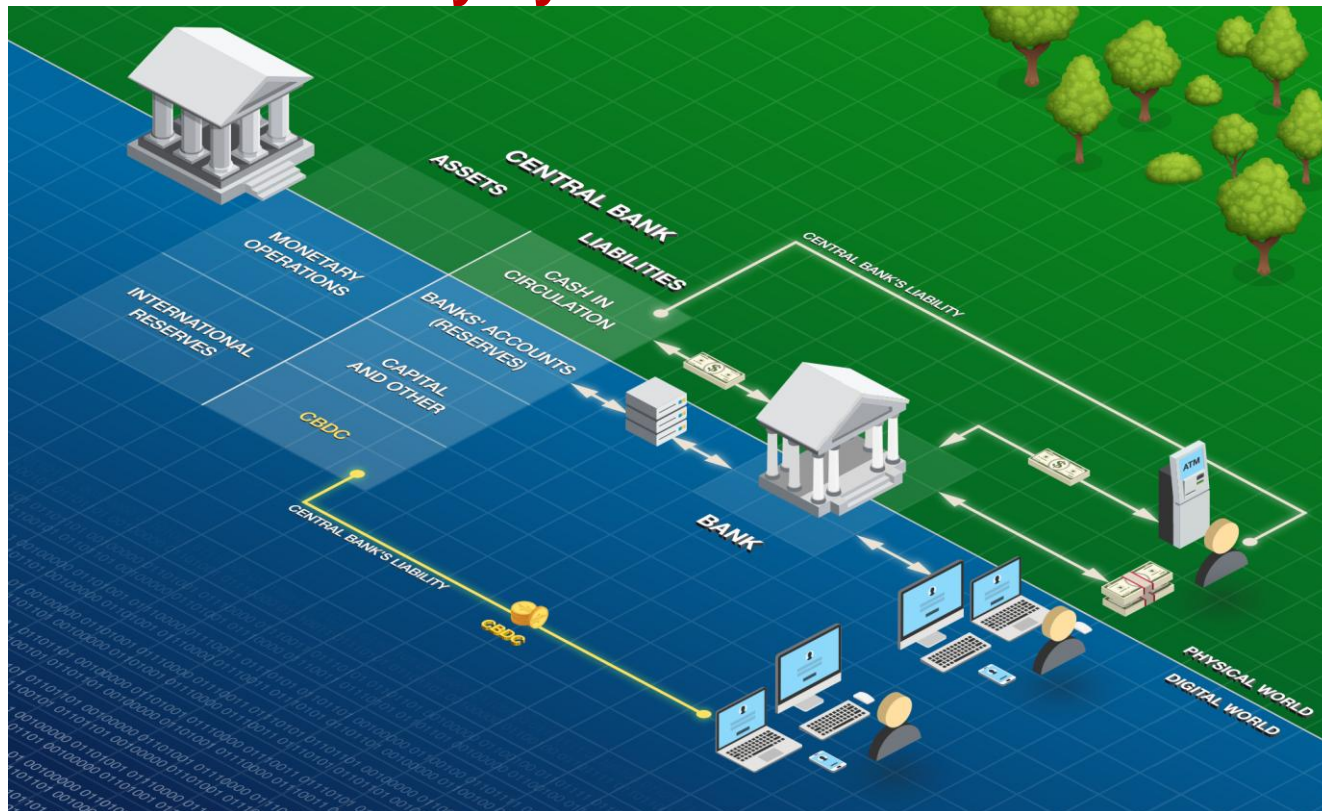 CENTRAL BANK
ASSETS
LIABILITIES
MONETARY
OPERATIONS
INTERNATIONAL
RESERVES
CASH IN
CIRCULATION
BANKS' ACCOUNTS
(RESERVES)
CAPITAL
AND OTHER
CBDC
CENTRAL BANK'S LIABILITY
ATM
BANK
CENTRAL BANK'S LIABILITY
CBDC
PHYSICAL WORLD
DIGITAL WORLD